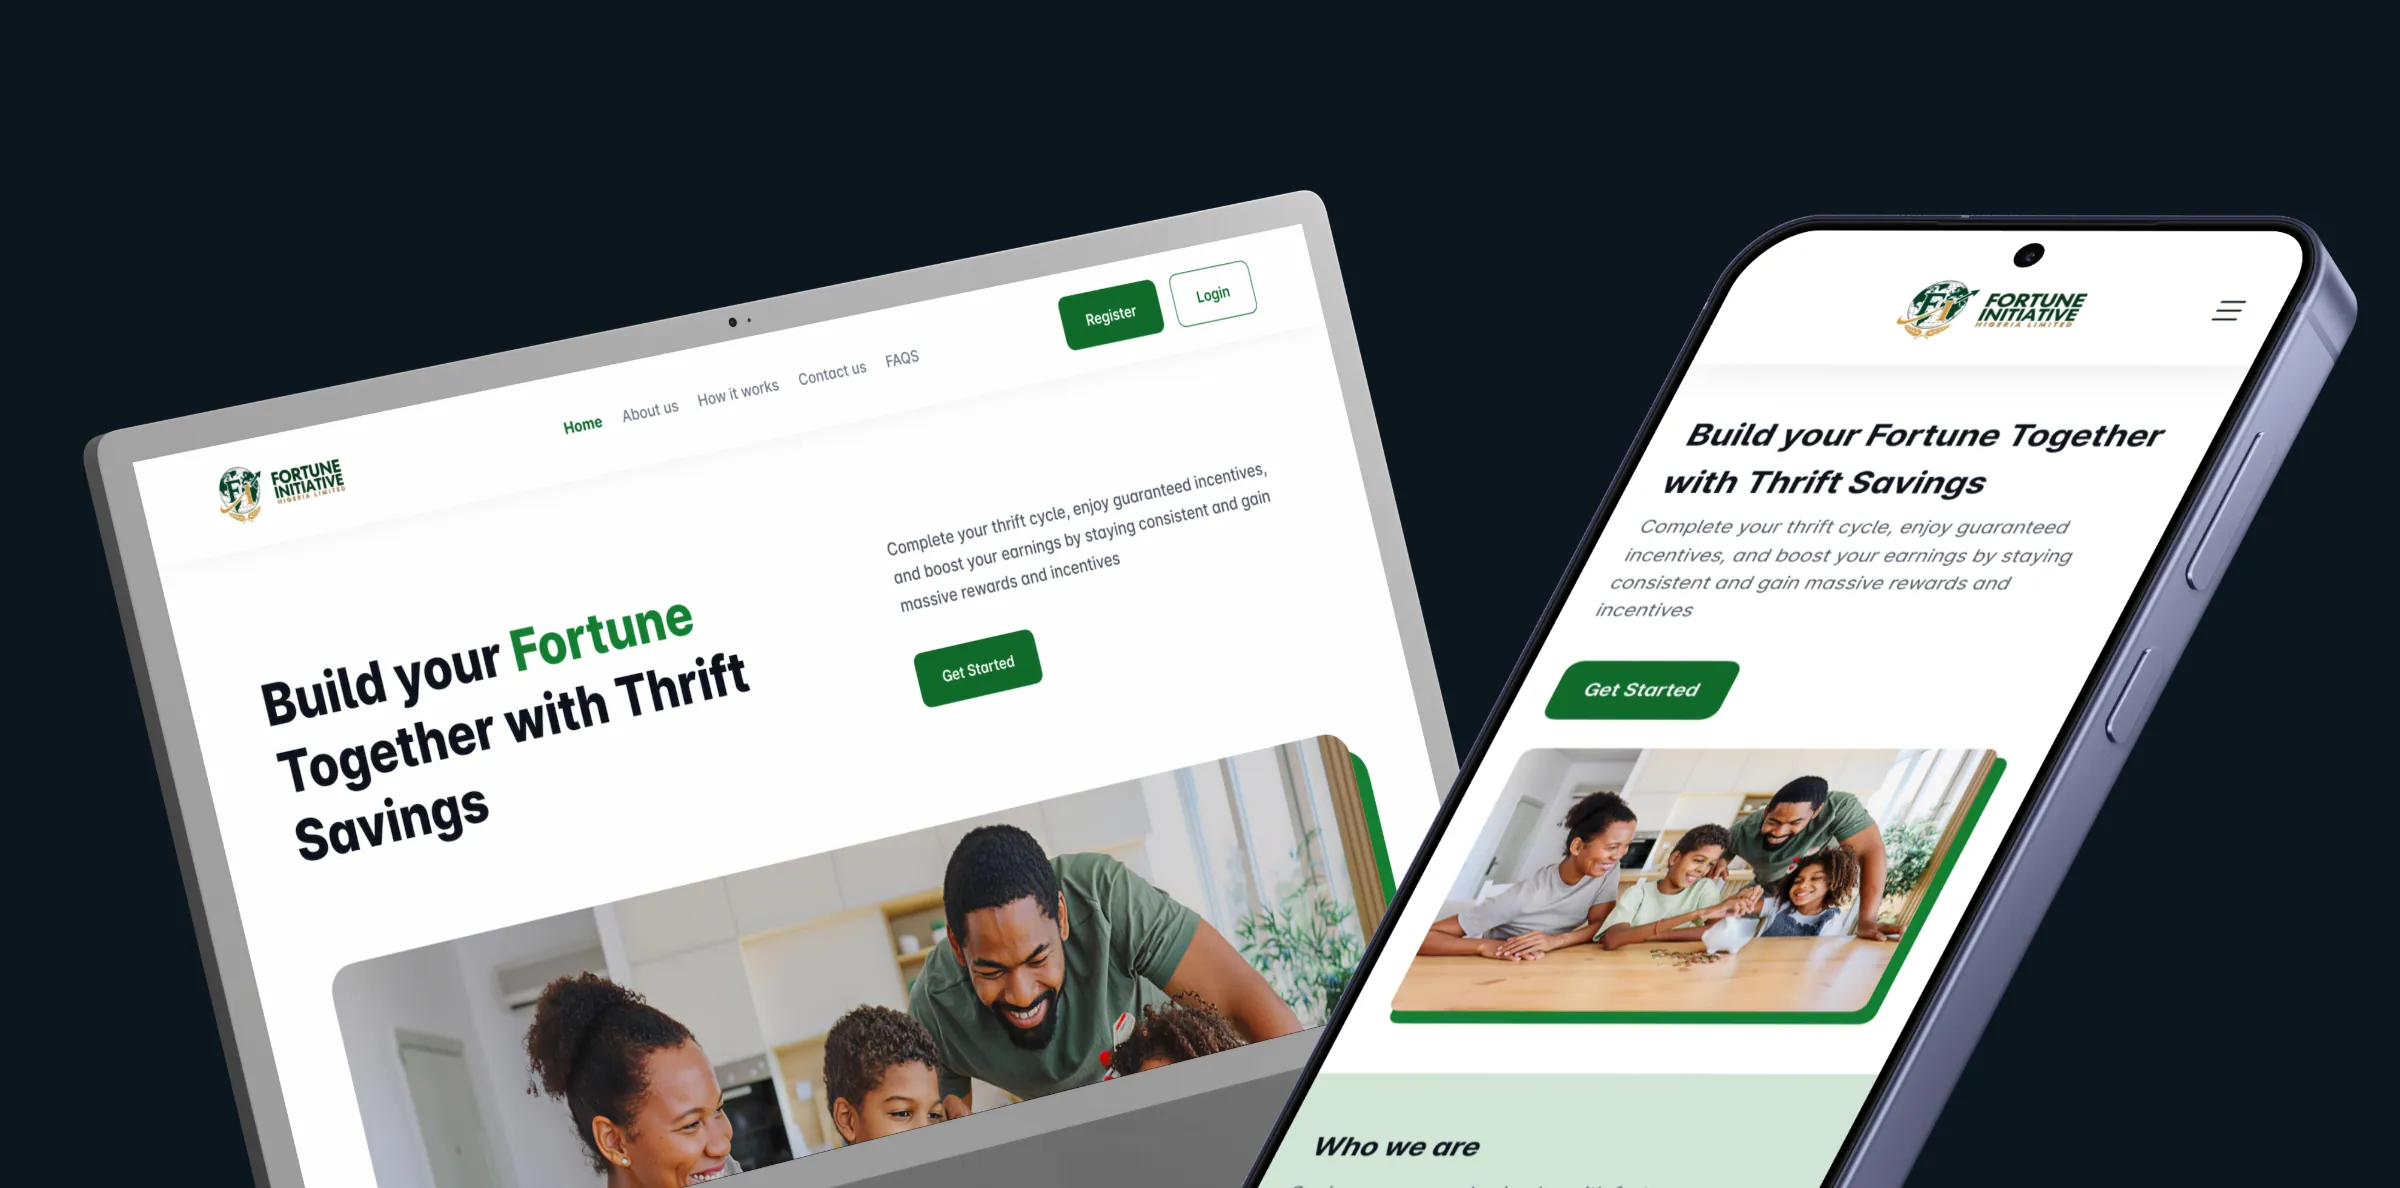 FORTUNE
INITIATIVE
NIGERIA LIMITED
Home
About us
How it works
Contact us
FAQS
Register
Login
Build your Fortune
Together with Thrift
Savings
Complete your thrift cycle, enjoy guaranteed incentives,
and boost your earnings by staying consistent and gain
massive rewards and incentives
Get Started
FORTUNE
INITIATIVE
NIGERIA LIMITED
Build your Fortune Together
with Thrift Savings
Complete your thrift cycle, enjoy guaranteed
incentives, and boost your earnings by staying
consistent and gain massive rewards and
incentives
Get Started
Who we are